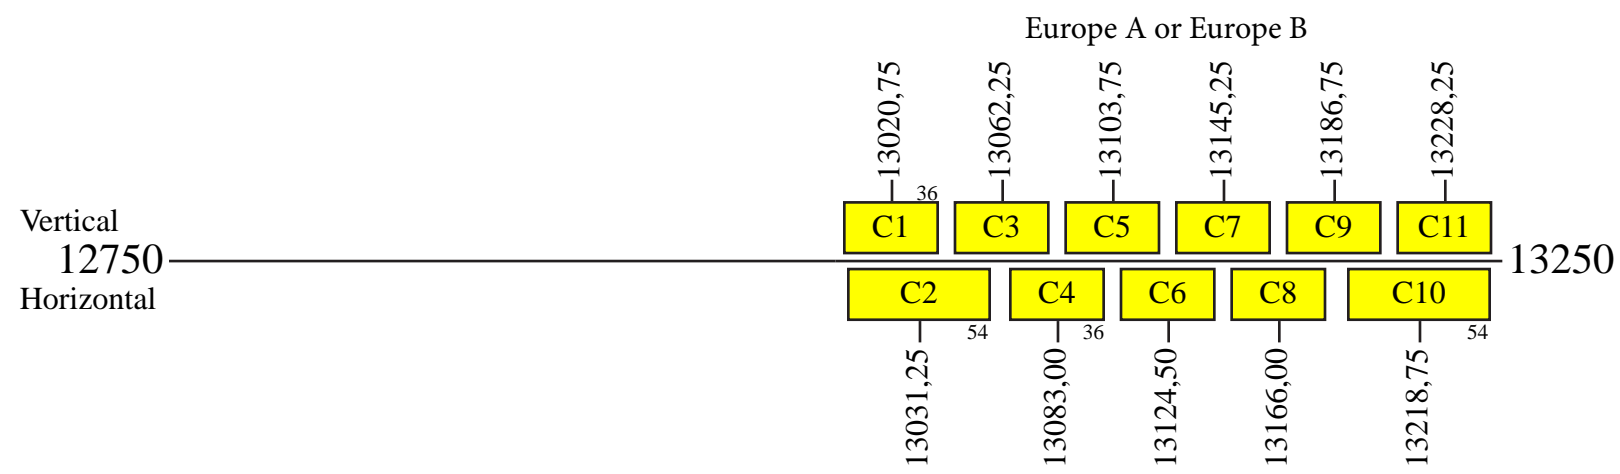 Europe A or Europe B
13020,75
13062,25
13103,75
13145,25
13186,75
13228,25
36
C1
C3
C5
C7
C9
C11
Vertical
12750
13250
Horizontal
C2
C4
C6
C8
C10
54
36
54
13031,25
13083,00
13124,50
13166,00
13218,75